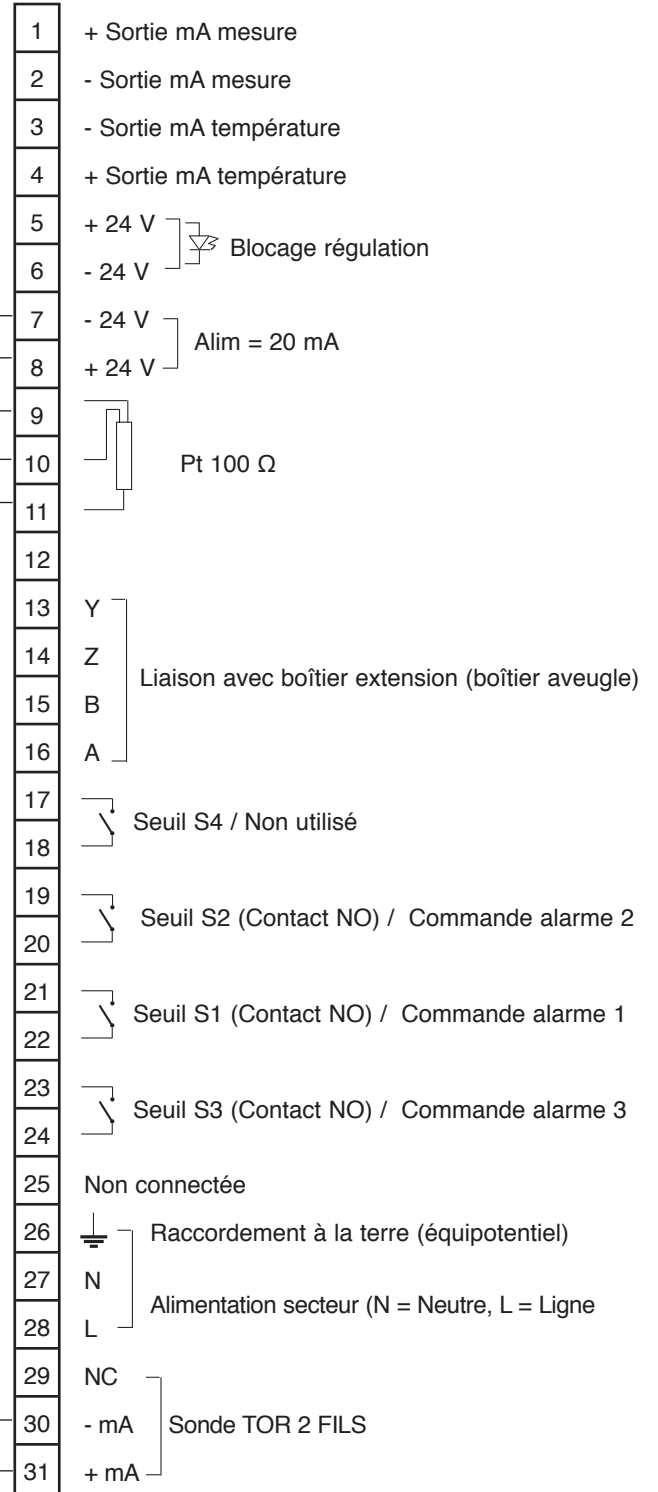 1 + Sortie mA mesure
2 - Sortie mA mesure
3 - Sortie mA température
4 + Sortie mA température
5 + 24 V
Blocage régulation
6 - 24 V
7 - 24 V
Alim = 20 mA
8 + 24 V
9
10 Pt 100 Ω
11
12
13 Y
14 Z
Liaison avec boîtier extension (boîtier aveugle)
15 B
16 A
17
Seuil S4 / Non utilisé
18
19
Seuil S2 (Contact NO) / Commande alarme 2
20
21
Seuil S1 (Contact NO) / Commande alarme 1
22
23
Seuil S3 (Contact NO) / Commande alarme 3
24
25 Non connectée
26 Raccordement à la terre (équipotentiel)
27 N
Alimentation secteur (N = Neutre, L = Ligne
28 L
29 NC
30 - mA Sonde TOR 2 FILS
31 + mA